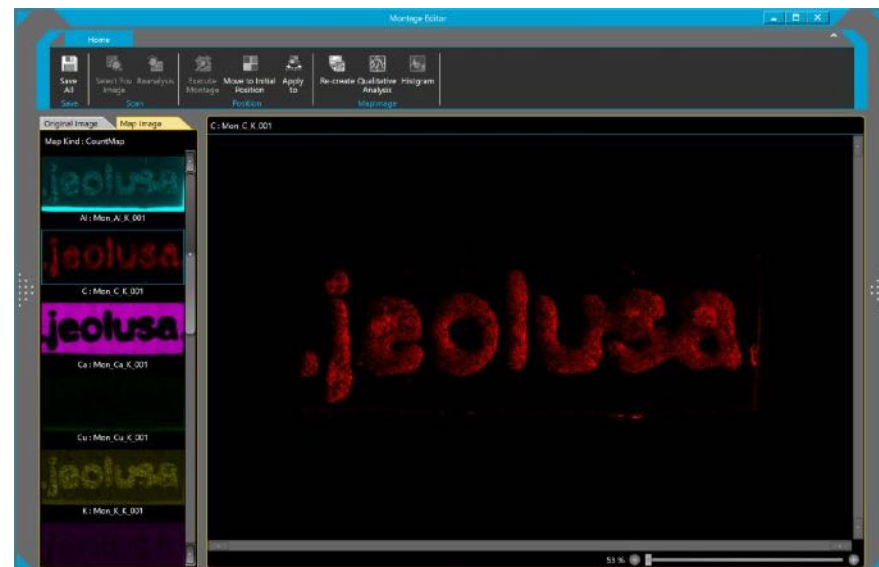 Montage Editor
Home
Save All
Select You Image
Reanalysis
Execute Montage
Move to Initial Position
Apply to
Re-create
Qualitative Analysis
Histgram
Save
Scan
Position
MapImage
Original Image
Map Image
Map Kind : CountMap
.jeolusa.
Al : Mon_Al_K_001
.jeolusa.
C : Mon_C_K_001
.jeolusa.
Ca : Mon_Ca_K_001
Cu : Mon_Cu_K_001
.jeolusa.
K : Mon_K_K_001
C : Mon_C_K_001
.jeolusa.
53 %